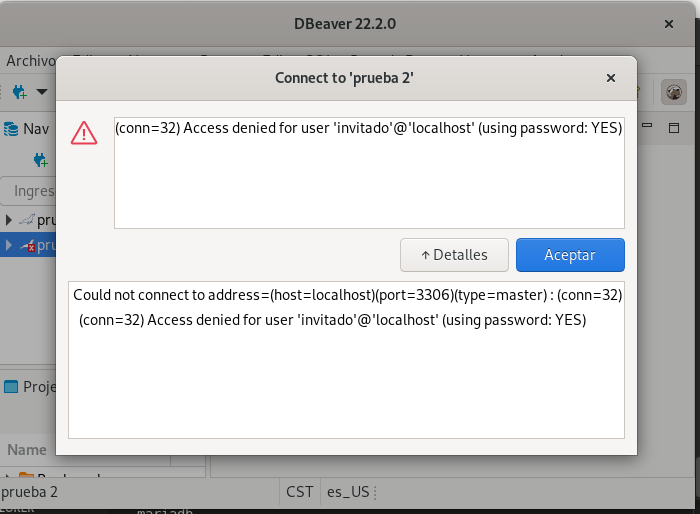 DBeaver 22.2.0
Archivo
Connect to 'prueba 2'
Nav
(conn=32) Access denied for user 'invitado'@'localhost' (using password: YES)
Ingres
pru
pru
↑ Detalles
Aceptar
Could not connect to address=(host=localhost)(port=3306)(type=master) : (conn=32)
(conn=32) Access denied for user 'invitado'@'localhost' (using password: YES)
Proje
Name
prueba 2
CST
es_US
mariadb